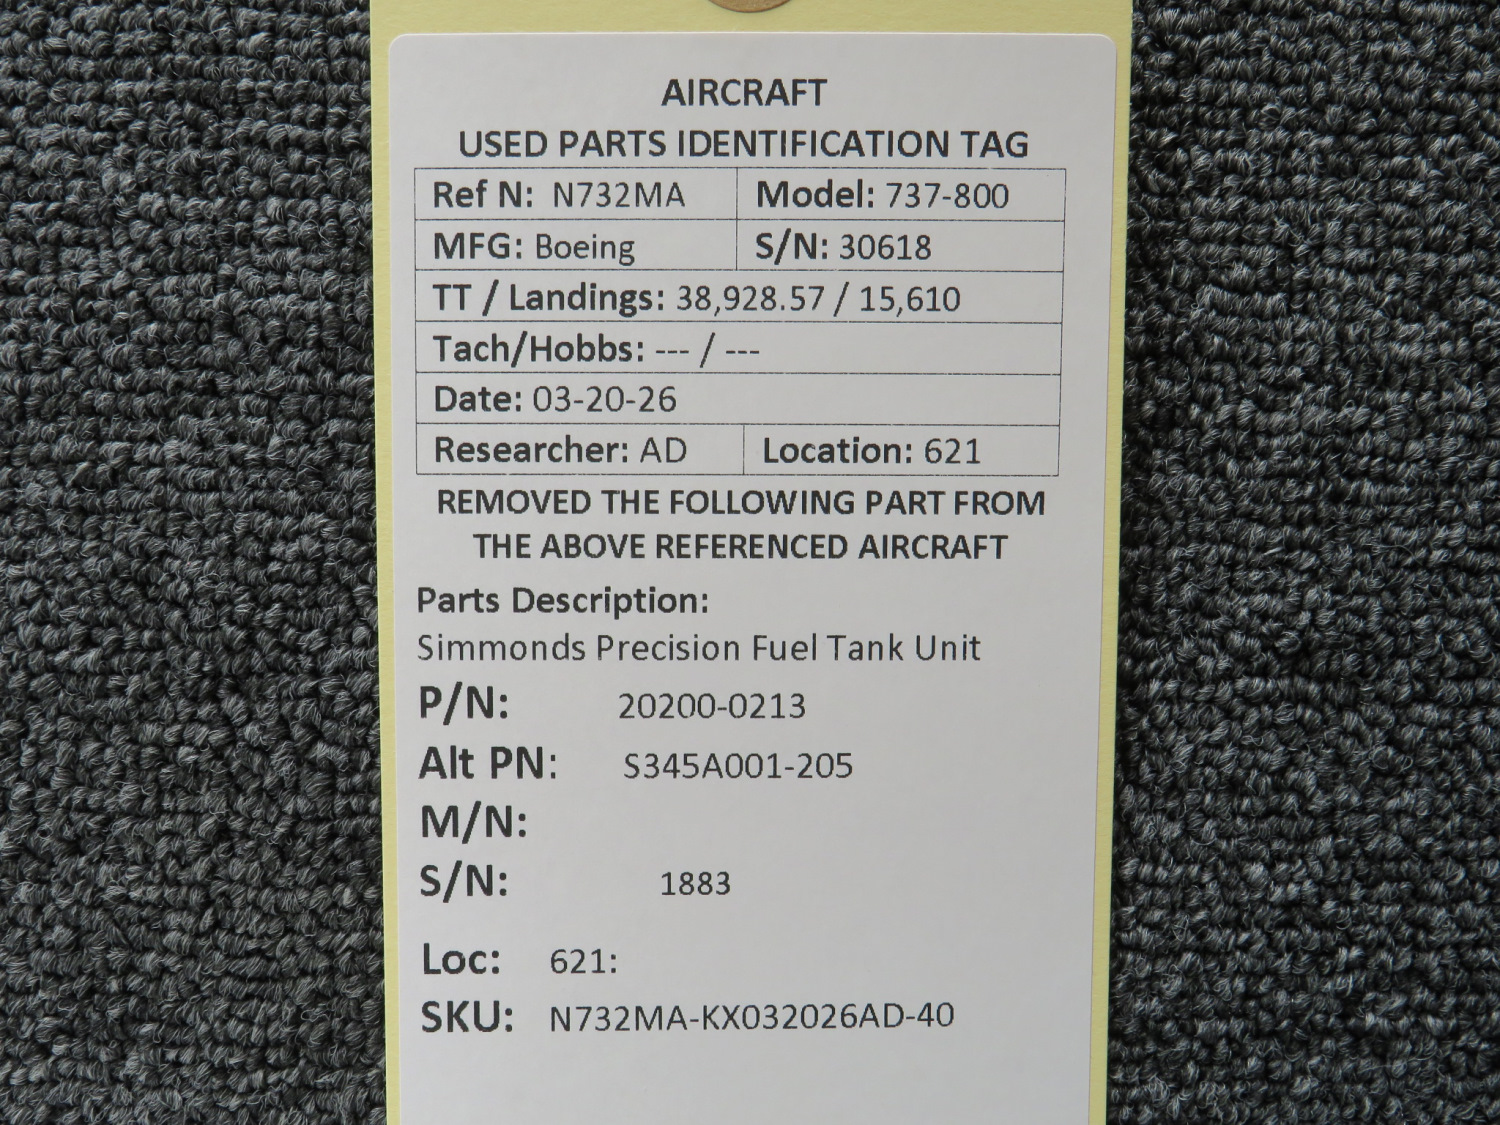 AIRCRAFT
USED PARTS IDENTIFICATION TAG
Ref N: N732MA Model: 737-800
MFG: Boeing S/N: 30618
TT / Landings: 38,928.57 / 15,610
Tach/Hobbs: --- / ---
Date: 03-20-26
Researcher: AD Location: 621
REMOVED THE FOLLOWING PART FROM
THE ABOVE REFERENCED AIRCRAFT
Parts Description:
Simmonds Precision Fuel Tank Unit
P/N: 20200-0213
Alt PN: S345A001-205
M/N:
S/N: 1883
Loc: 621:
SKU: N732MA-KX032026AD-40